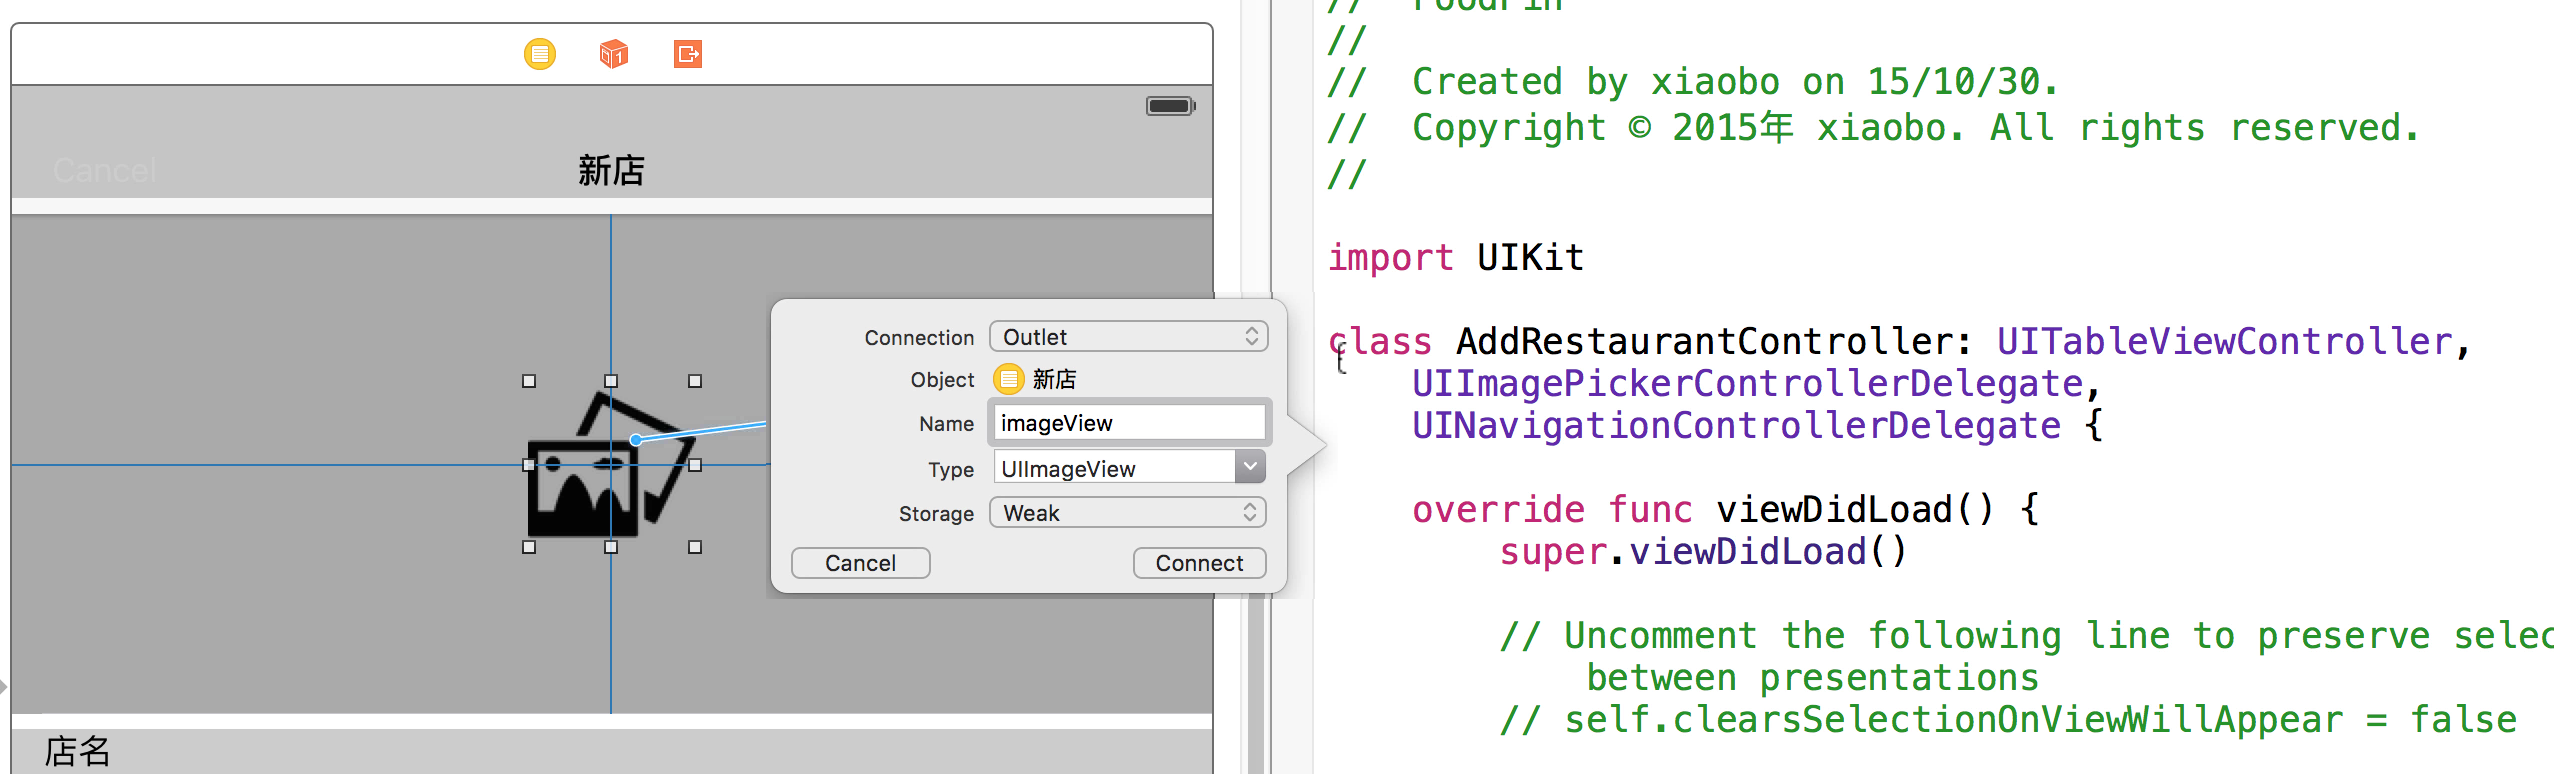 Cancel
新店
Connection Outlet
Object 新店
Name imageView
Type UIImageView
Storage Weak
Cancel Connect
店名
// FoodPin
//
// Created by xiaobo on 15/10/30.
// Copyright © 2015年 xiaobo. All rights reserved.
//
import UIKit
class AddRestaurantController: UITableViewController,
UIImagePickerControllerDelegate,
UINavigationControllerDelegate {
override func viewDidLoad() {
super.viewDidLoad()
// Uncomment the following line to preserve selec
between presentations
// self.clearsSelectionOnViewWillAppear = false